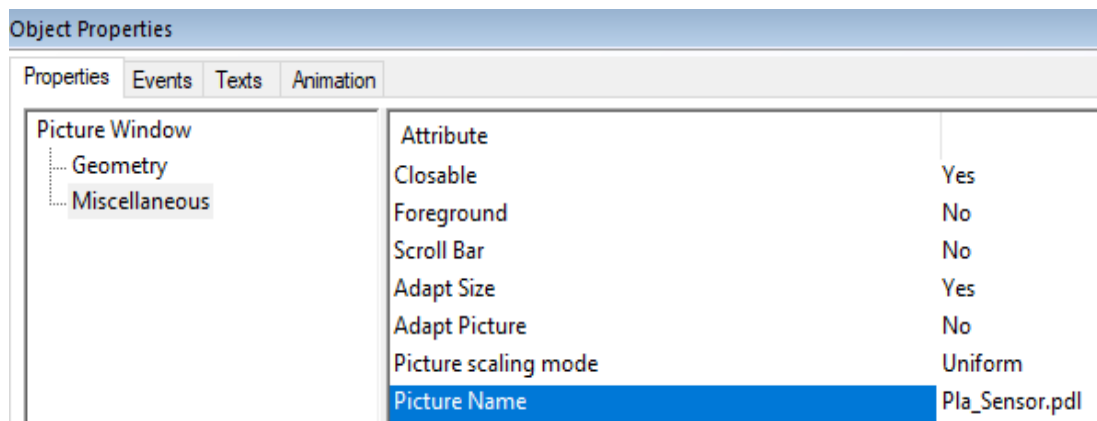 Object Properties
Properties Events Texts Animation
Picture Window
Geometry
Miscellaneous
Attribute
Closable Yes
Foreground No
Scroll Bar No
Adapt Size Yes
Adapt Picture No
Picture scaling mode Uniform
Picture Name Pla_Sensor.pdl